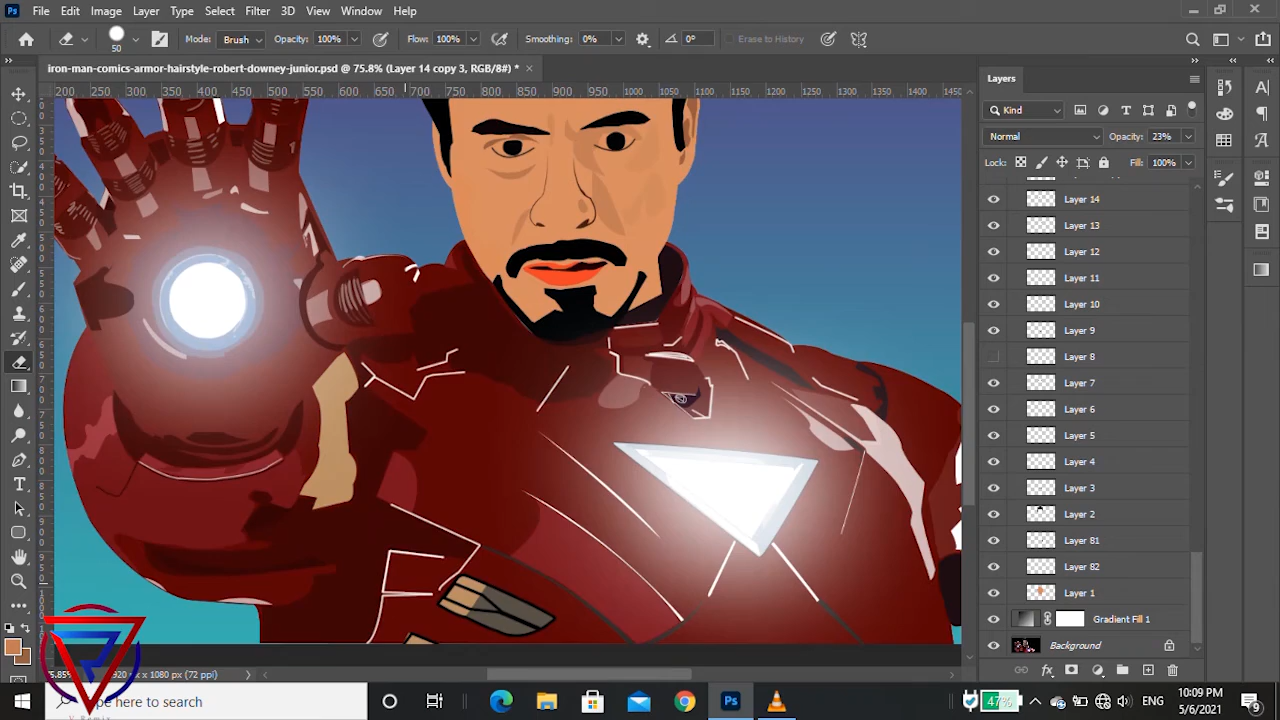 Ps File Edit Image Layer Type Select Filter 3D View Window Help
50 Mode: Brush Opacity: 100% Flow: 100% Smoothing: 0% 0° Erase to History
iron-man-comics-armor-hairstyle-robert-downey-junior.psd @ 75.8% (Layer 14 copy 3, RGB/8#) * ×
200 250 300 350 400 450 500 550 600 650 700 750 800 850 900 950 1000 1050 1100 1150 1200 1250 1300 1350 1400 1450
Layers
Kind
Normal Opacity: 23%
Lock: Fill: 100%
Layer 14
Layer 13
Layer 12
Layer 11
Layer 10
Layer 9
Layer 8
Layer 7
Layer 6
Layer 5
Layer 4
Layer 3
Layer 2
Layer 81
Layer 82
Layer 1
Gradient Fill 1
Background
px x 1080 px (72 ppi)
here to search
Ps
47% ENG 10:09 PM
5/6/2021
9